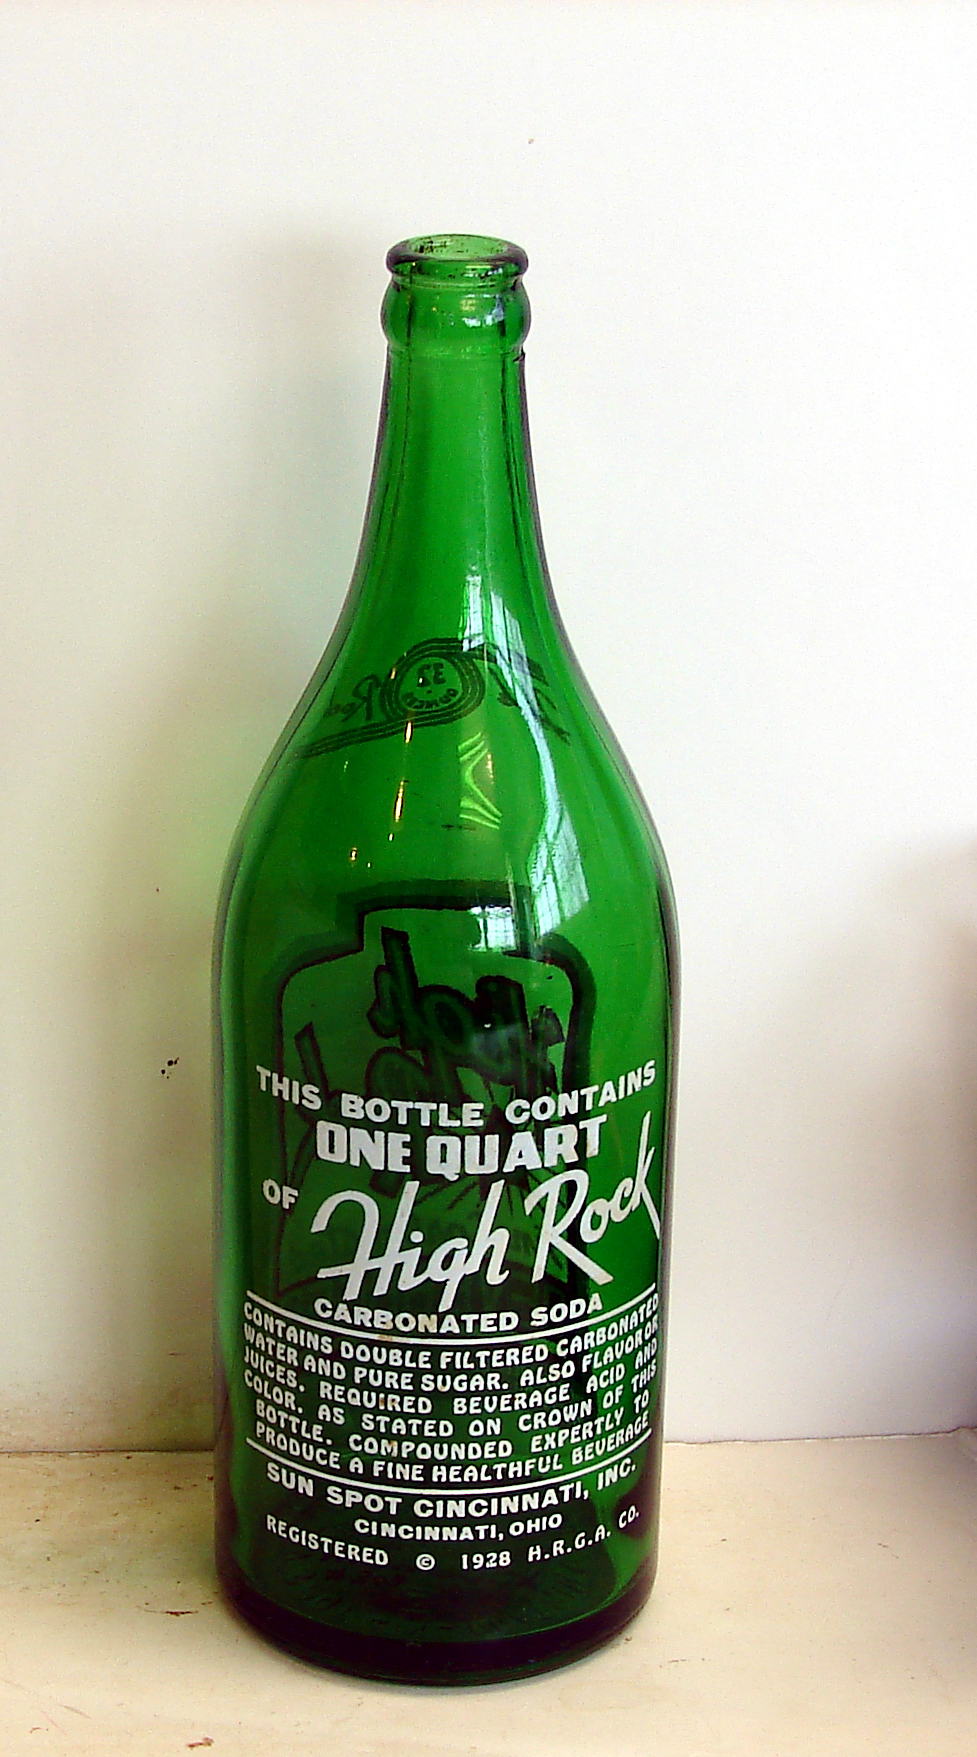 THIS BOTTLE CONTAINS
ONE QUART
OF High Rock
CARBONATED SODA
CONTAINS DOUBLE FILTERED CARBONATED
WATER AND PURE SUGAR. ALSO FLAVOR OR
JUICES. REQUIRED BEVERAGE ACID AND
COLOR. AS STATED ON CROWN OF THIS
BOTTLE. COMPOUNDED EXPERTLY TO
PRODUCE A FINE HEALTHFUL BEVERAGE
SUN SPOT CINCINNATI, INC.
CINCINNATI, OHIO
REGISTERED © 1928 H.R.G.A. CO.